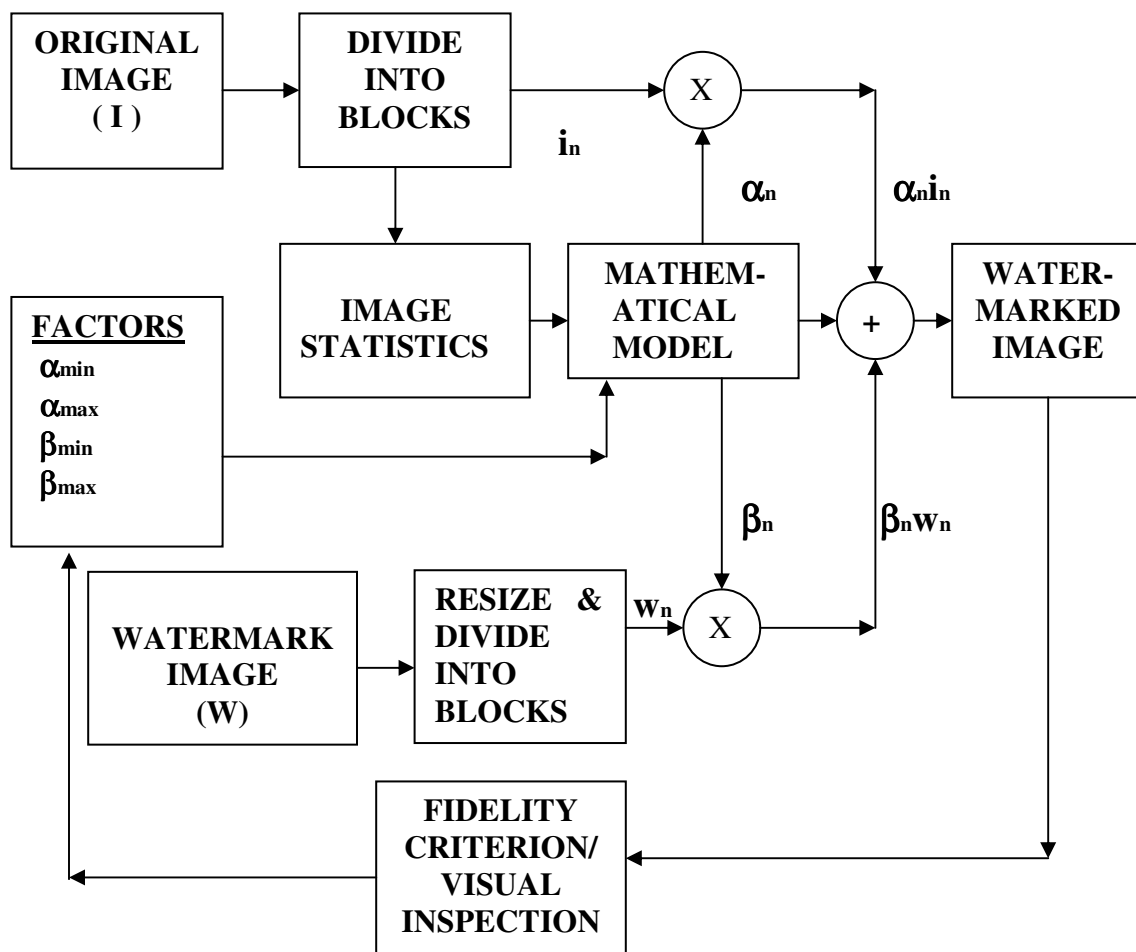 ORIGINAL
IMAGE
( I )
DIVIDE
INTO
BLOCKS
X
iₙ
αₙ
αₙiₙ
IMAGE
STATISTICS
MATHEM-
ATICAL
MODEL
+
WATER-
MARKED
IMAGE
FACTORS
αmin
αmax
βmin
βmax
βₙ
βₙwₙ
WATERMARK
IMAGE
(W)
RESIZE &
DIVIDE
INTO
BLOCKS
wₙ
X
FIDELITY
CRITERION/
VISUAL
INSPECTION